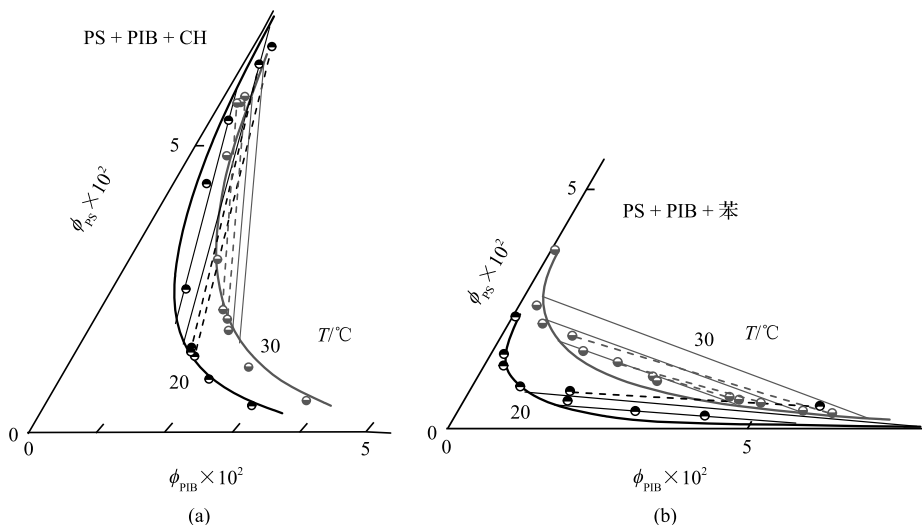 PS + PIB + CH
5
ϕPS×10²
T/℃
30
20
0
0
5
ϕPIB×10²
(a)
5
PS + PIB + 苯
ϕPS×10²
T/℃
30
20
0
0
5
ϕPIB×10²
(b)